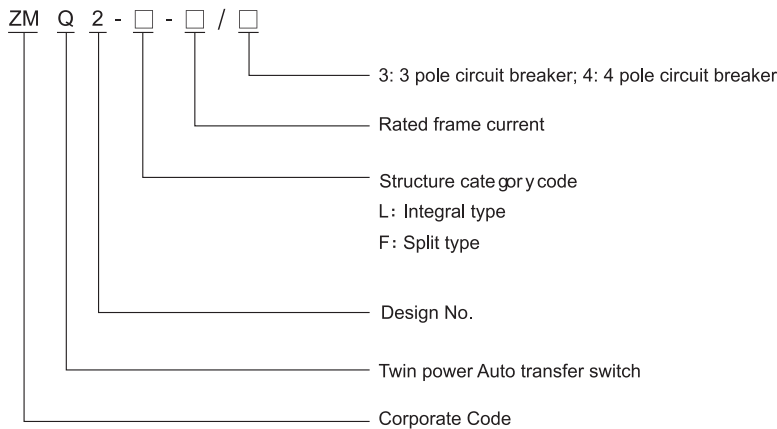 ZM Q 2 - □ - □ / □
3: 3 pole circuit breaker; 4: 4 pole circuit breaker
Rated frame current
Structure category code
L: Integral type
F: Split type
Design No.
Twin power Auto transfer switch
Corporate Code